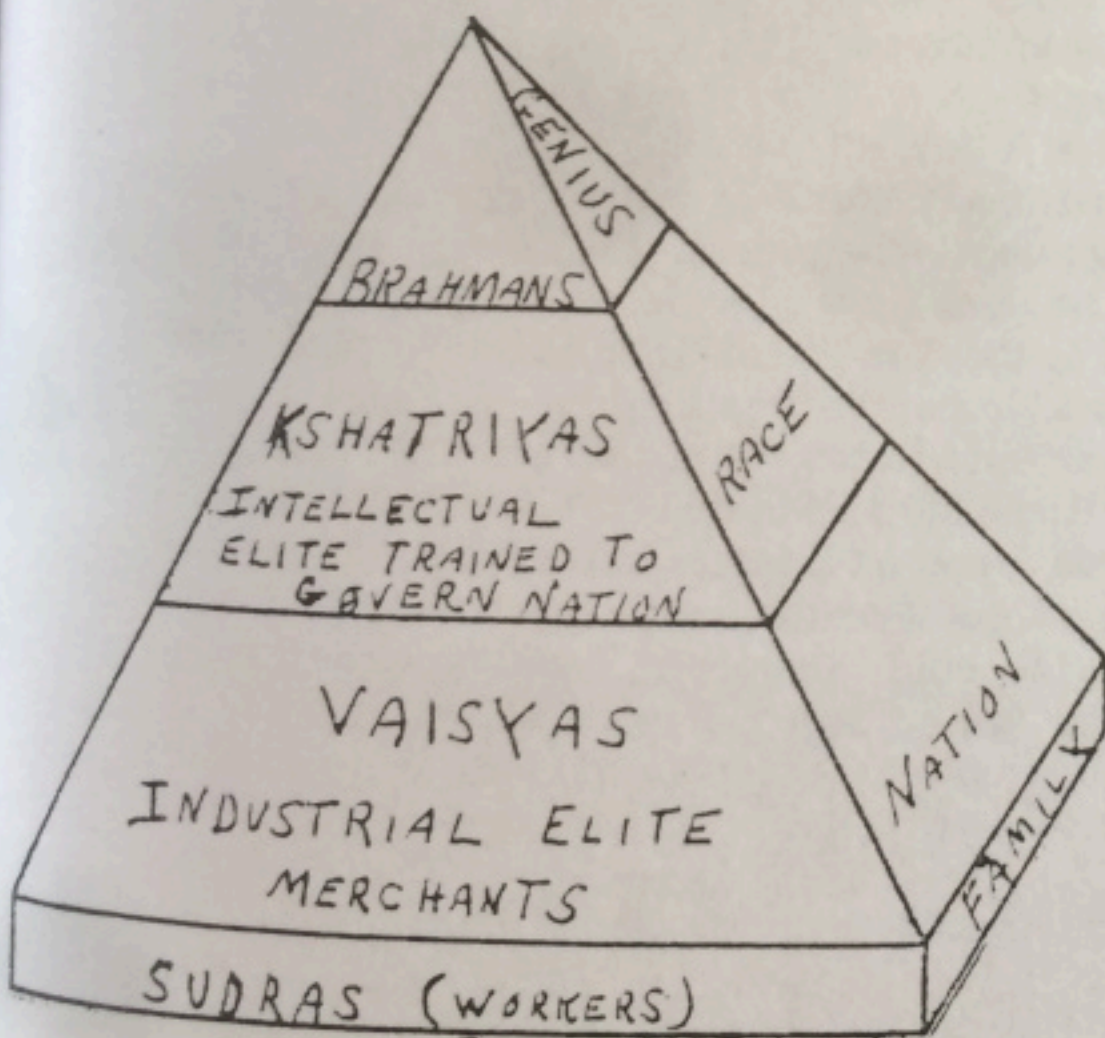 GENIUS
BRAHMANS
KSHATRIYAS
RACE
INTELLECTUAL
ELITE TRAINED TO
GOVERN NATION
VAISYAS
NATION
INDUSTRIAL ELITE
MERCHANTS
FAMILY
SUDRAS (WORKERS)